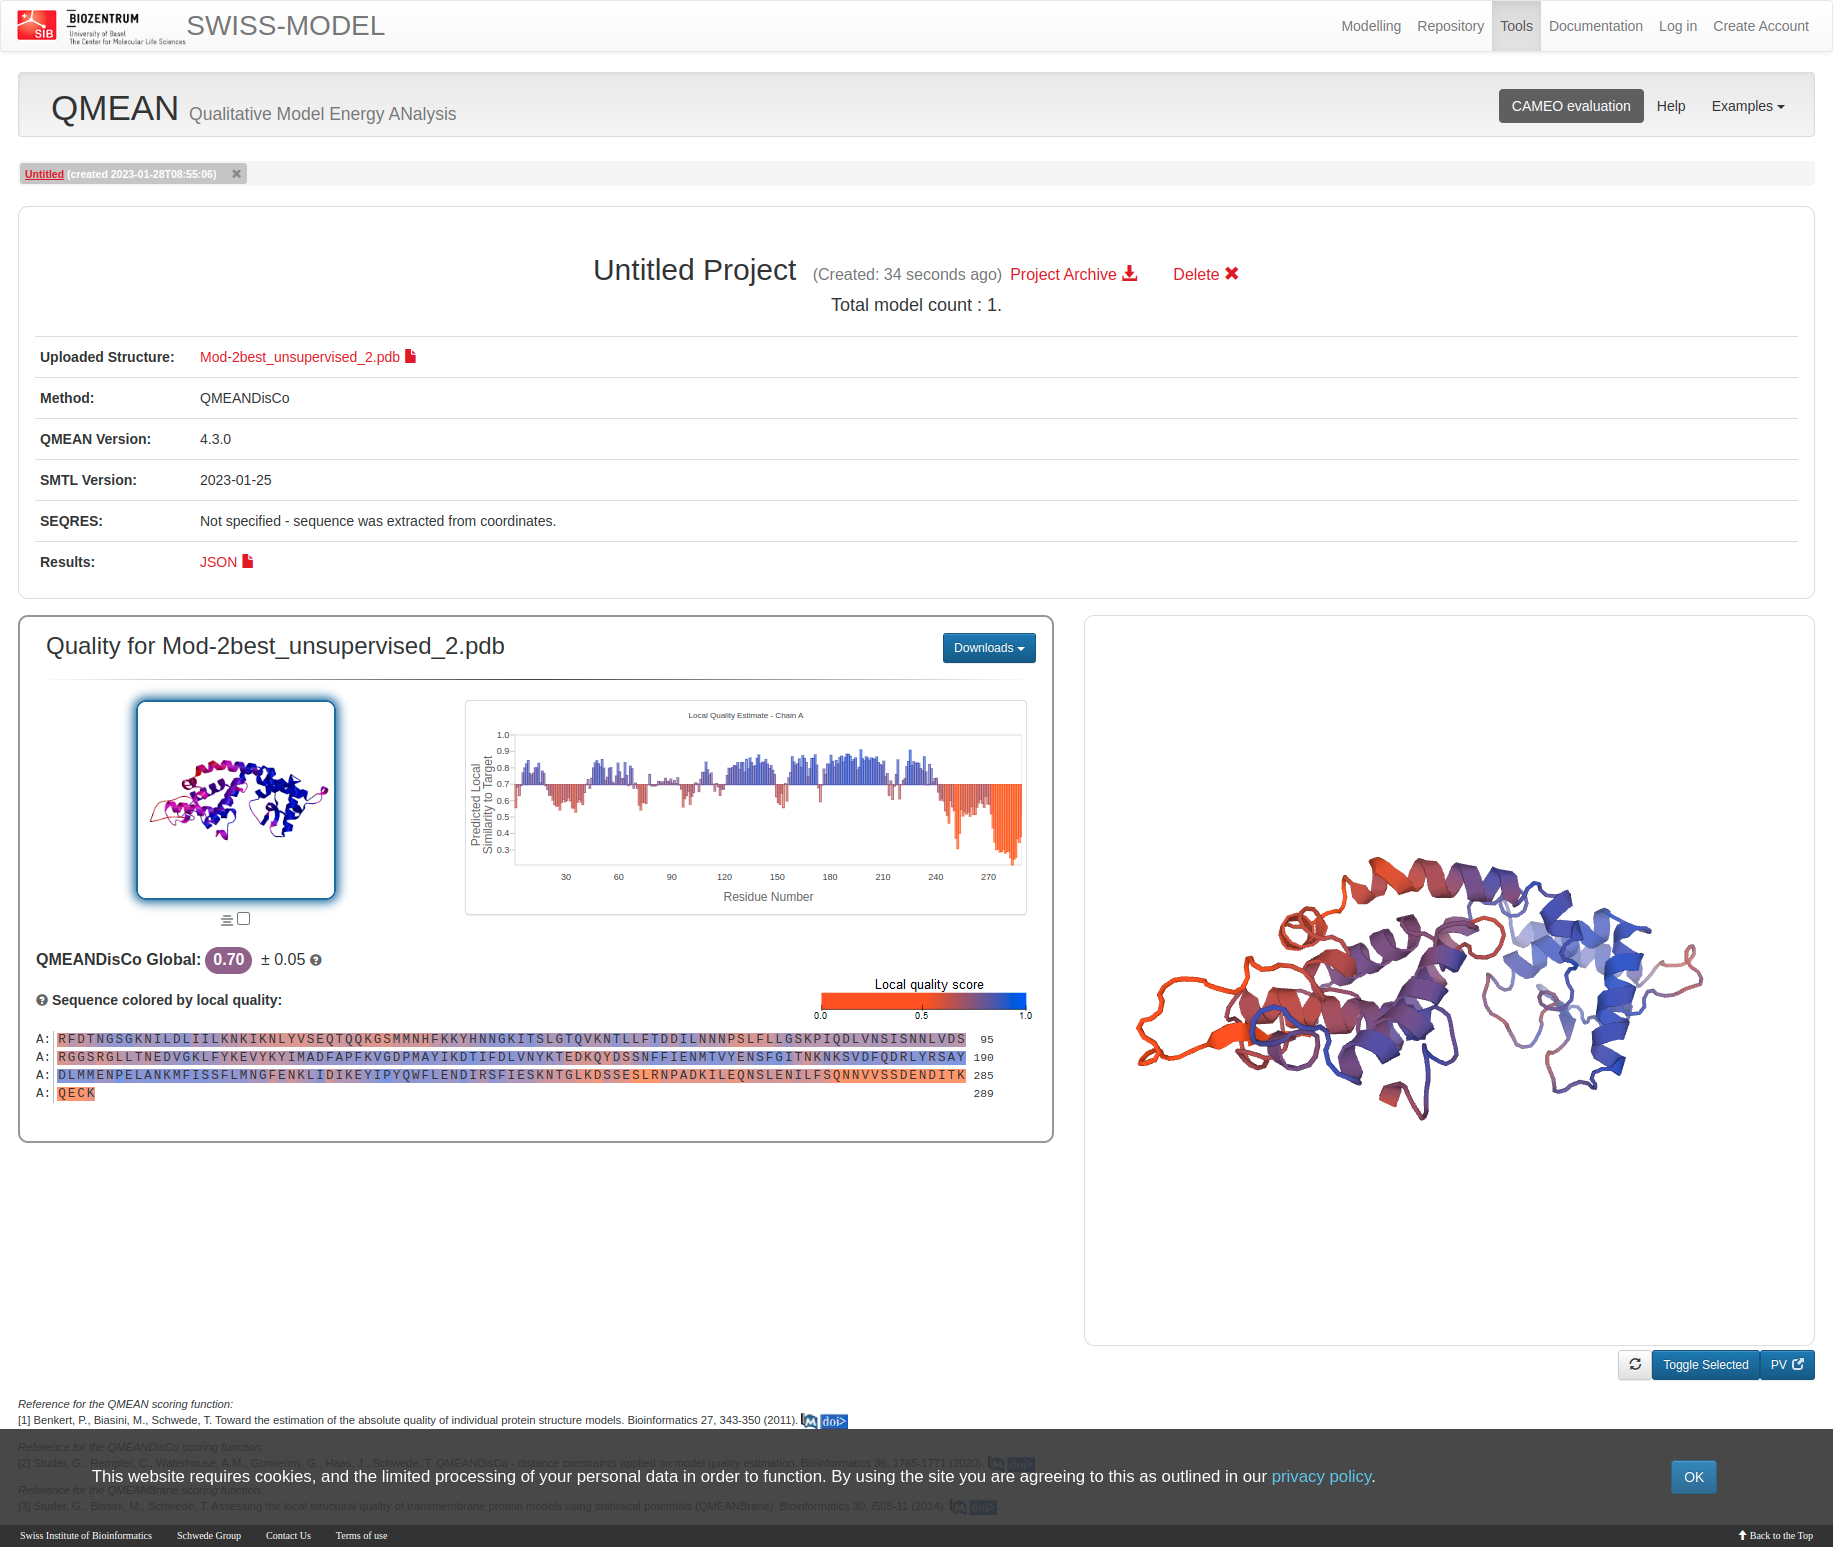 SIB
BIOZENTRUM
University of Basel
The Center for Molecular Life Sciences
SWISS-MODEL
Modelling Repository Tools Documentation Log in Create Account
QMEAN Qualitative Model Energy ANalysis
CAMEO evaluation Help Examples
Untitled (created 2023-01-28T08:55:06) ✖
Untitled Project (Created: 34 seconds ago) Project Archive Delete ✖
Total model count : 1.
Uploaded Structure: Mod-2best_unsupervised_2.pdb
Method: QMEANDisCo
QMEAN Version: 4.3.0
SMTL Version: 2023-01-25
SEQRES: Not specified - sequence was extracted from coordinates.
Results: JSON
Quality for Mod-2best_unsupervised_2.pdb
Downloads
Local Quality Estimate - Chain A
Predicted Local
Similarity to Target
1.0
0.9
0.8
0.7
0.6
0.5
0.4
0.3
30 60 90 120 150 180 210 240 270
Residue Number
QMEANDisCo Global: 0.70 ± 0.05
Sequence colored by local quality:
Local quality score
0.0 0.5 1.0
A: RFDTNGSGKNILDLIILKNKIKNLYVSEQTQQKGSMMNHFKKYHNNGKITSLGTQVKNTLLFTDDILNNNPSLFLLGSKPIQDLVNSISNNLVDS 95
A: RGGSRGLLTNEDVGKLFYKEVYKYIMADFAPFKVGDPMAYIKDTIFDLVNYKTEDKQYDSSNFFIENMTVYENSFGITNKNKSVDFQDRLYRSAY 190
A: DLMMENPELANKMFISSFLMNGFENKLIDIKEYIPYQWFLENDIRSFIESKNTGLKDSSESLRNPADKILEQNSLENILFSQNNVVSSDENDITK 285
A: QECK 289
Toggle Selected PV
Reference for the QMEAN scoring function:
[1] Benkert, P., Biasini, M., Schwede, T. Toward the estimation of the absolute quality of individual protein structure models. Bioinformatics 27, 343-350 (2011). M doi>
Reference for the QMEANDisCo scoring function:
[2] Studer, G., Rempfer, C., Waterhouse, A.M., Gumienny, G., Haas, J., Schwede, T. QMEANDisCo - distance constraints applied on model quality estimation. Bioinformatics 36, 1765-1771 (2020). M doi>
This website requires cookies, and the limited processing of your personal data in order to function. By using the site you are agreeing to this as outlined in our privacy policy.
OK
Reference for the QMEANBrane scoring function:
[3] Studer, G., Biasini, M., Schwede, T. Assessing the local structural quality of transmembrane protein models using statistical potentials (QMEANBrane). Bioinformatics 30, i505-11 (2014). M doi>
Swiss Institute of Bioinformatics Schwede Group Contact Us Terms of use Back to the Top